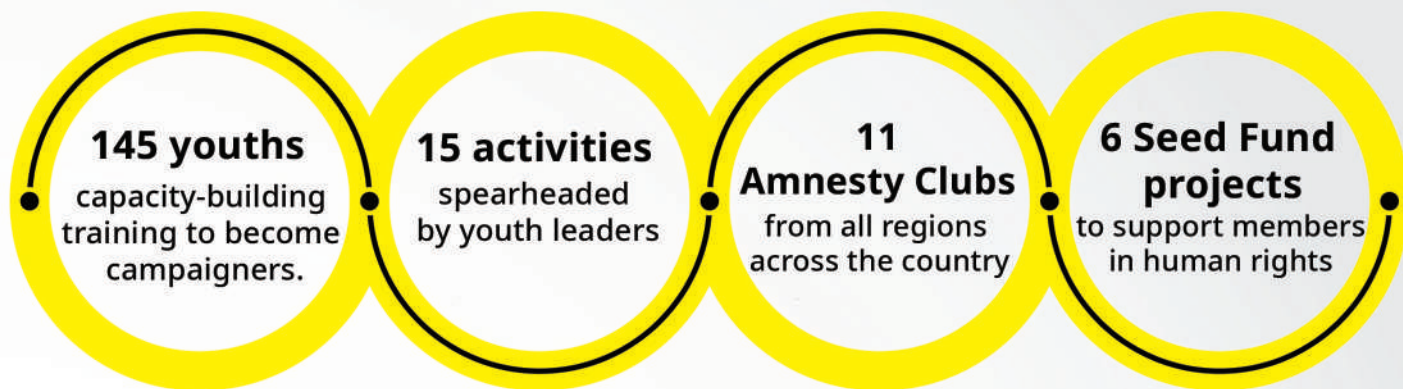 145 youths
capacity-building
training to become
campaigners.
15 activities
spearheaded
by youth leaders
11
Amnesty Clubs
from all regions
across the country
6 Seed Fund
projects
to support members
in human rights